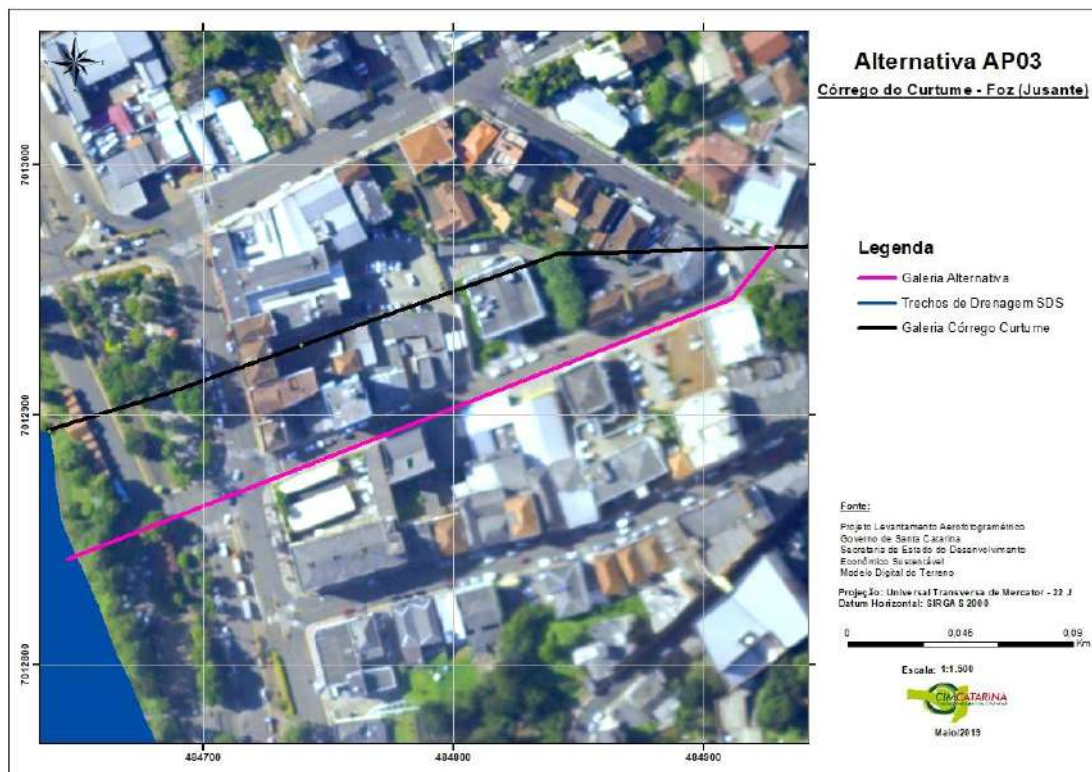 Alternativa AP03
Córrego do Curtume - Foz (Jusante)
7013000
7012900
7012800
484700
484800
484900
Legenda
Galeria Alternativa
Trechos de Drenagem SDS
Galeria Córrego Curtume
Fonte:
Projeto Levantamento Aerofotogramétrico
Governo de Santa Catarina
Secretaria de Estado do Desenvolvimento
Econômico Sustentável
Modelo Digital de Terreno
Projeção: Universal Transversa de Mercator - 22 J
Datum Horizontal: SIRGAS 2000
0
0,045
0,09
Km
Escala: 1:1.500
CIMCATARINA
Maio/2019